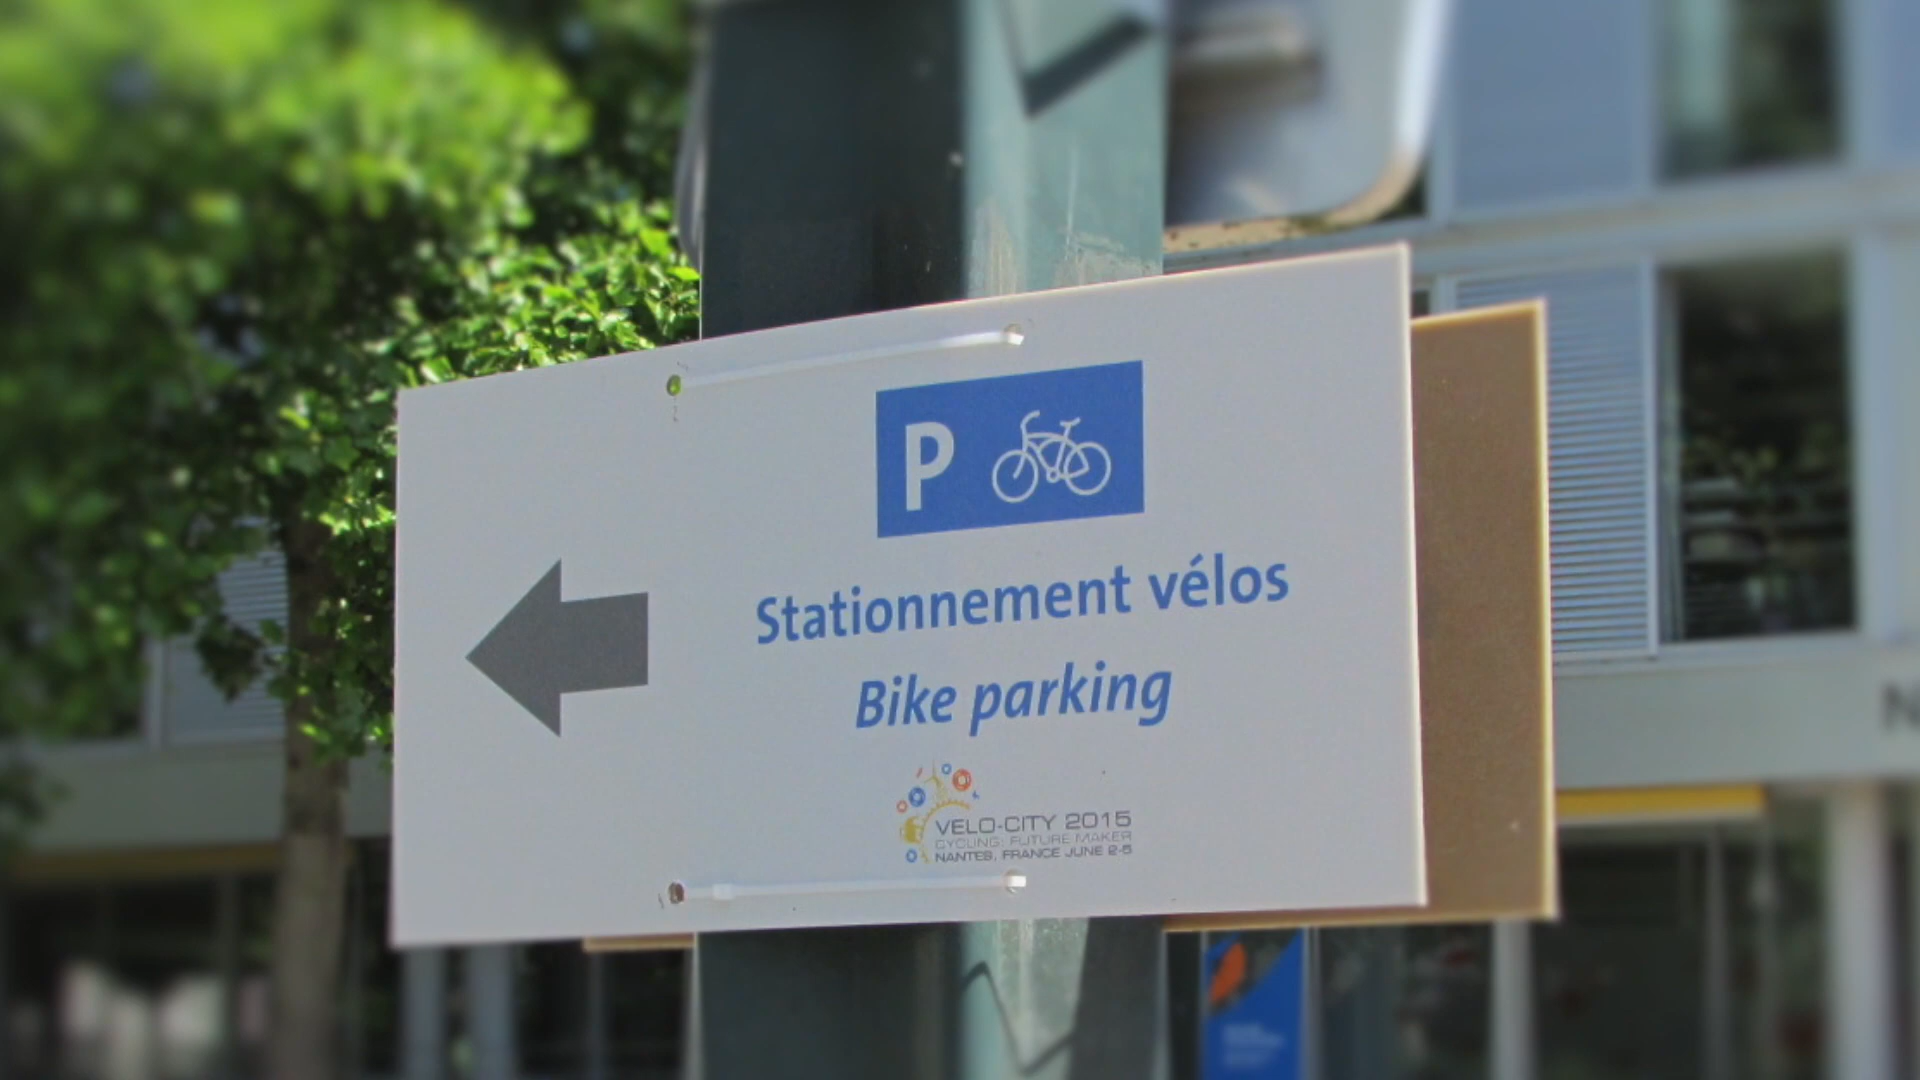 P
Stationnement vélos
Bike parking
VELO-CITY 2015
CYCLING: FUTURE MAKER
NANTES, FRANCE JUNE 2-5